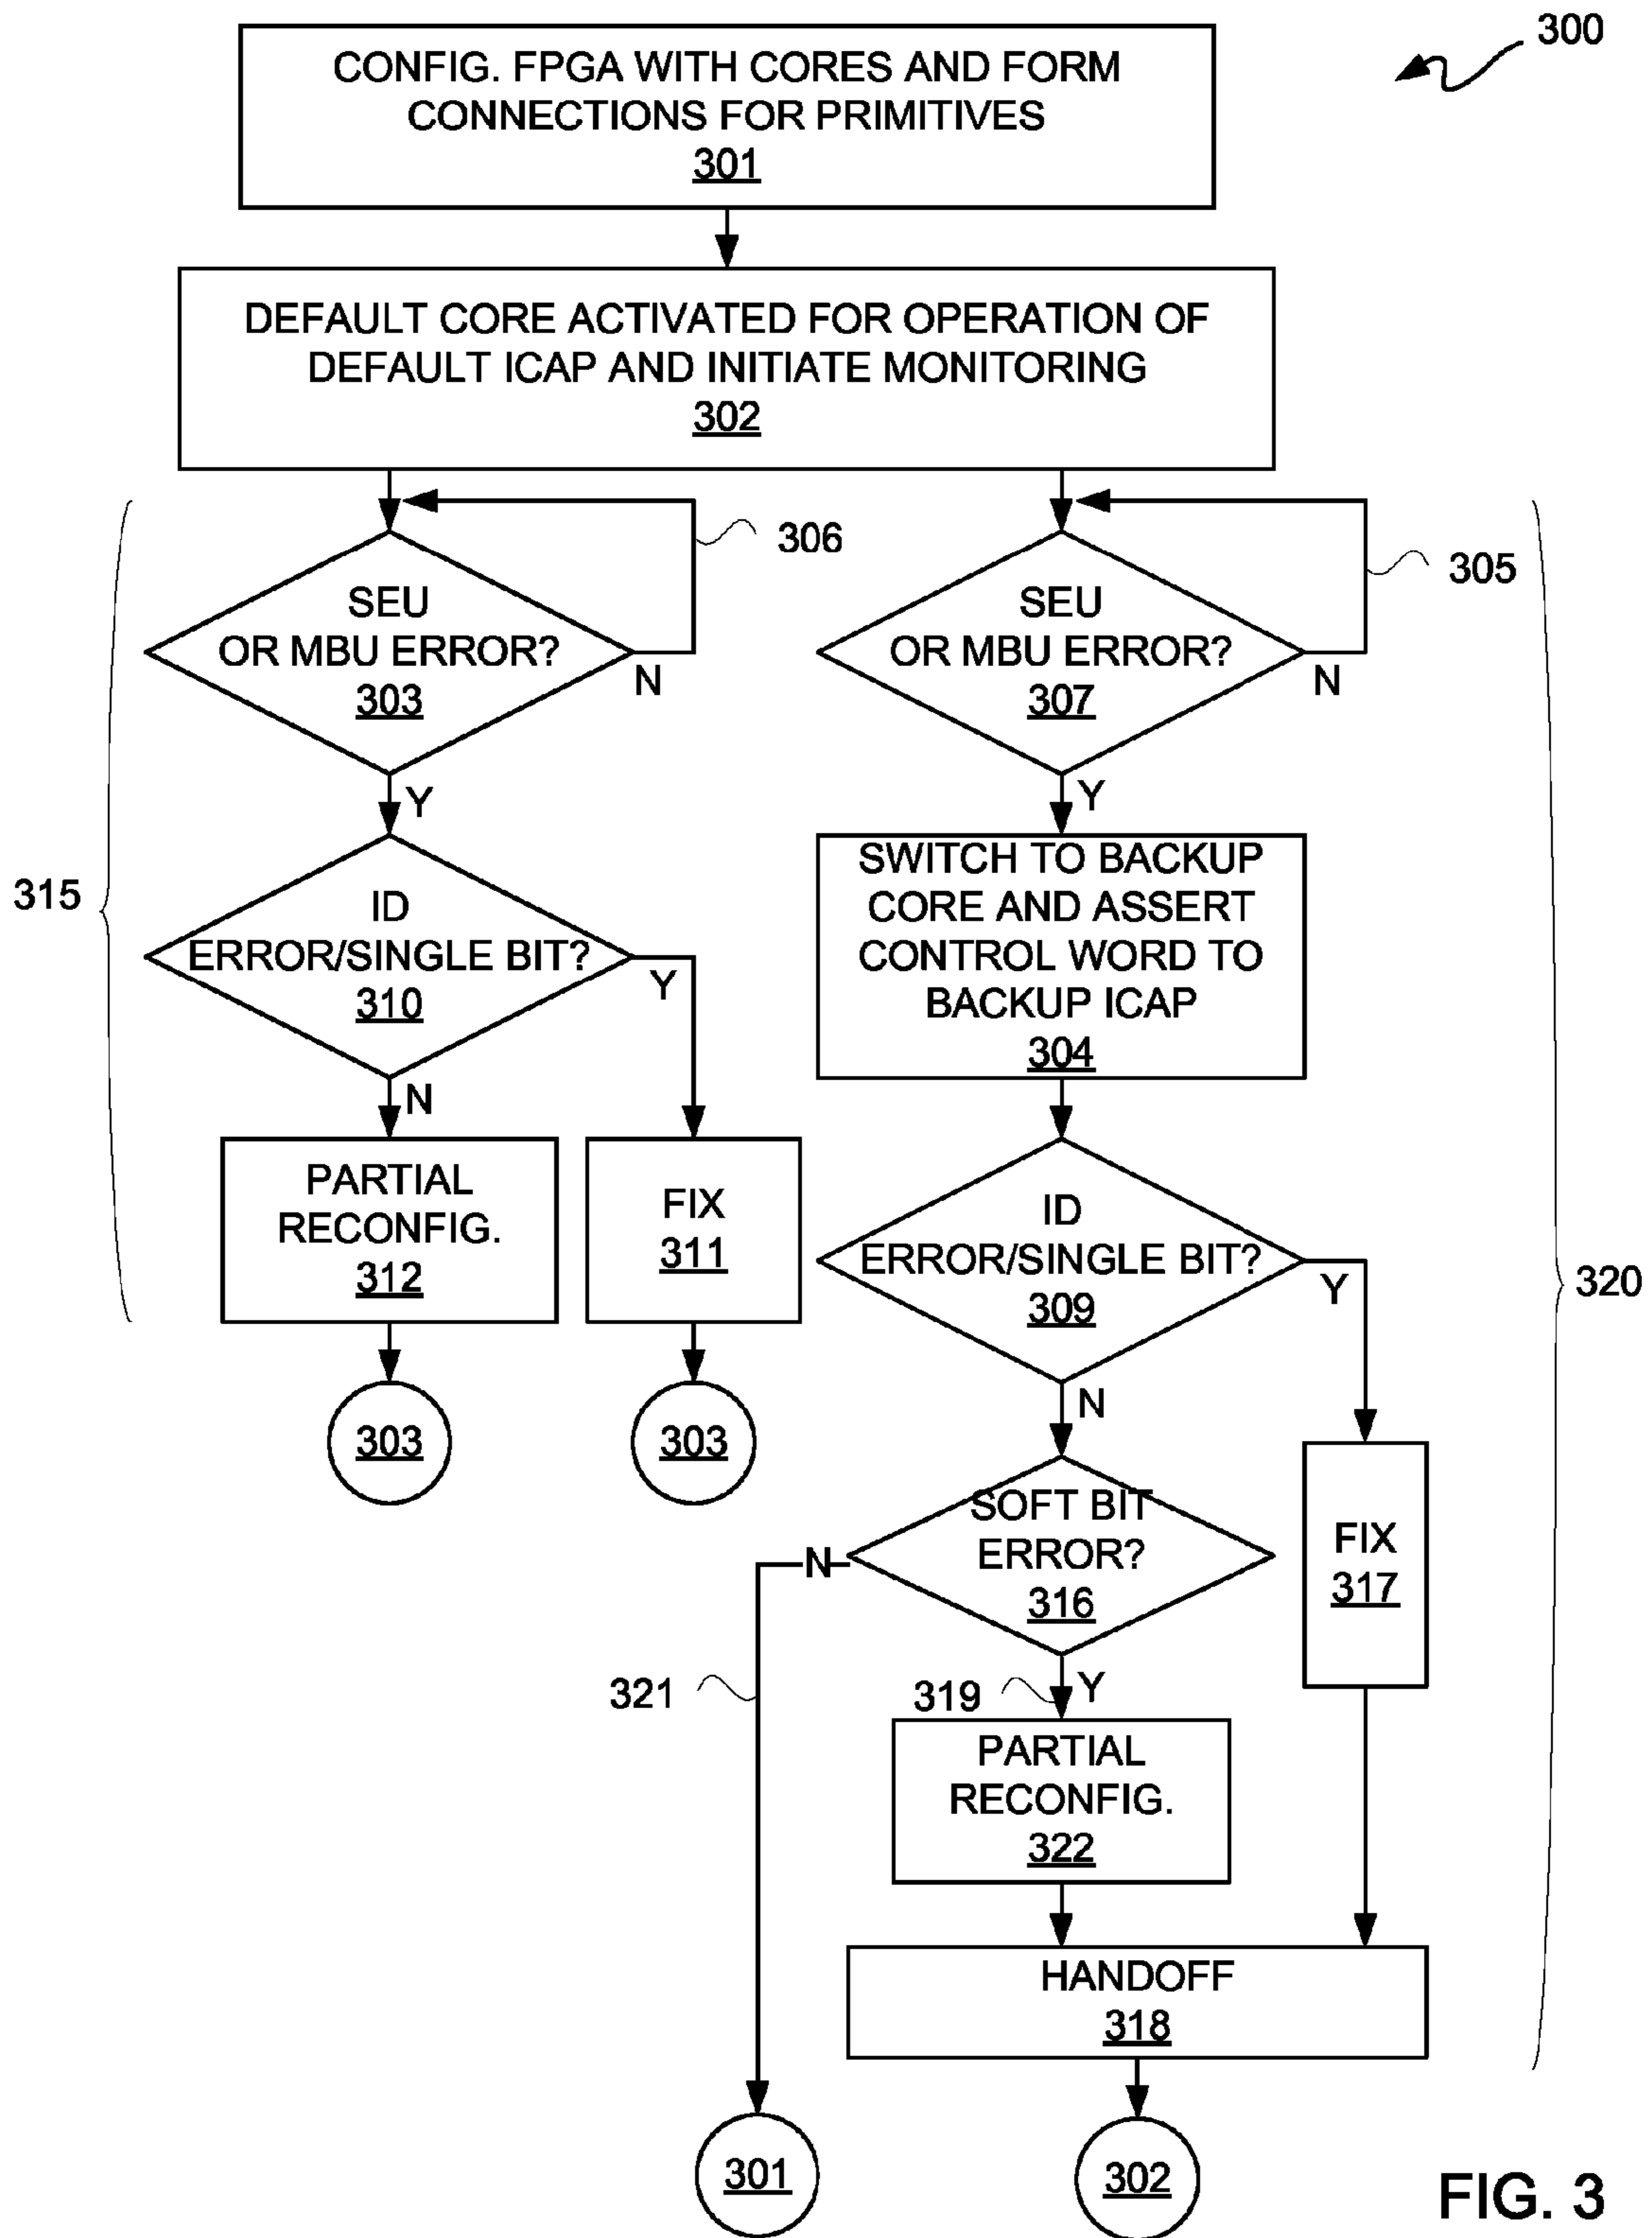 300
CONFIG. FPGA WITH CORES AND FORM
CONNECTIONS FOR PRIMITIVES
301
DEFAULT CORE ACTIVATED FOR OPERATION OF
DEFAULT ICAP AND INITIATE MONITORING
302
306
305
SEU
OR MBU ERROR?
303
N
Y
SEU
OR MBU ERROR?
307
N
Y
315
ID
ERROR/SINGLE BIT?
310
Y
N
SWITCH TO BACKUP
CORE AND ASSERT
CONTROL WORD TO
BACKUP ICAP
304
PARTIAL
RECONFIG.
312
FIX
311
ID
ERROR/SINGLE BIT?
309
Y
N
320
303
303
SOFT BIT
ERROR?
316
N
Y
FIX
317
321
319
PARTIAL
RECONFIG.
322
HANDOFF
318
301
302
FIG. 3